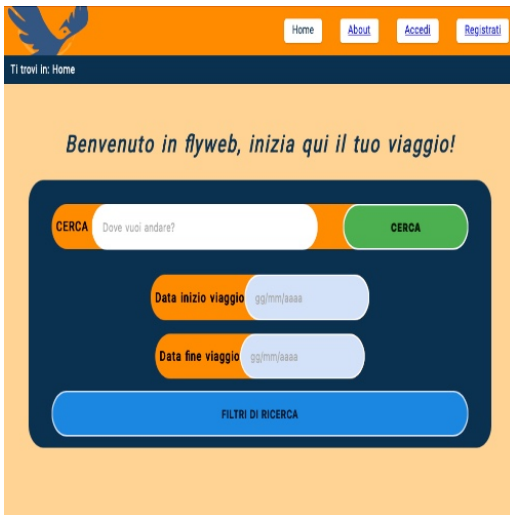 Home About Accedi Registrati
Ti trovi in: Home
Benvenuto in flyweb, inizia qui il tuo viaggio!
CERCA Dove vuoi andare? CERCA
Data inizio viaggio gg/mm/aaaa
Data fine viaggio gg/mm/aaaa
FILTRI DI RICERCA